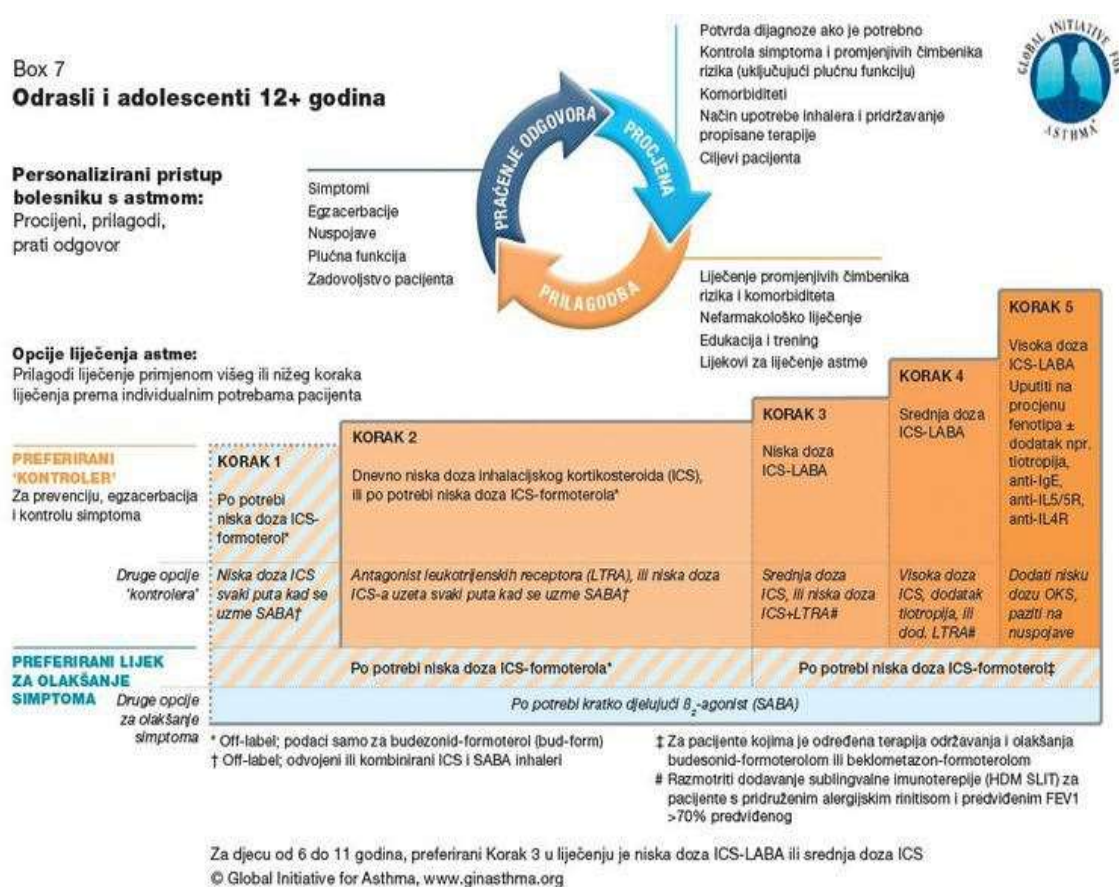 Box 7
Odrasli i adolescenti 12+ godina
Personalizirani pristup
bolesniku s astmom:
Procijeni, prilagodi,
prati odgovor
Simptomi
Egzacerbacije
Nuspojave
Plućna funkcija
Zadovoljstvo pacijenta
PRAĆENJE ODGOVORA
PROCJENA
PRILAGODBA
Potvrda dijagnoze ako je potrebno
Kontrola simptoma i promjenjivih čimbenika
rizika (uključujući plućnu funkciju)
Komorbiditeti
Način upotrebe inhalera i pridržavanje
propisane terapije
Ciljevi pacijenta
GLOBAL INITIATIVE FOR
ASTHMA
Liječenje promjenjivih čimbenika
rizika i komorbiditeta
Nefarmakološko liječenje
Edukacija i trening
Lijekovi za liječenje astme
Opcije liječenja astme:
Prilagodi liječenje primjenom višeg ili nižeg koraka
liječenja prema individualnim potrebama pacijenta
PREFERIRANI
'KONTROLER'
Za prevenciju, egzacerbacija
i kontrolu simptoma
KORAK 1
Po potrebi
niska doza ICS-
formoterol*
KORAK 2
Dnevno niska doza inhalacijskog kortikosteroida (ICS),
ili po potrebi niska doza ICS-formoterola*
KORAK 3
Niska doza
ICS-LABA
KORAK 4
Srednja doza
ICS-LABA
KORAK 5
Visoka doza
ICS-LABA
Uputiti na
procjenu
fenotipa ±
dodatak npr.
tiotropija,
anti-IgE,
anti-IL5/5R,
anti-IL4R
Druge opcije
'kontrolera'
Niska doza ICS
svaki puta kad se
uzme SABA†
Antagonist leukotrijenskih receptora (LTRA), ili niska doza
ICS-a uzeta svaki puta kad se uzme SABA†
Srednja doza
ICS, ili niska doza
ICS+LTRA#
Visoka doza
ICS, dodatak
tiotropija, ili
dod. LTRA#
Dodati nisku
dozu OKS,
paziti na
nuspojave
PREFERIRANI LIJEK
ZA OLAKŠANJE
SIMPTOMA
Po potrebi niska doza ICS-formoterola*
Po potrebi niska doza ICS-formoterol‡
Druge opcije
za olakšanje
simptoma
Po potrebi kratko djelujući ß2-agonist (SABA)
* Off-label; podaci samo za budezonid-formoterol (bud-form)
† Off-label; odvojeni ili kombinirani ICS i SABA inhaleri
‡ Za pacijente kojima je određena terapija održavanja i olakšanja
budesonid-formoterolom ili beklometazon-formoterolom
# Razmotriti dodavanje sublingvalne imunoterepije (HDM SLIT) za
pacijente s pridruženim alergijskim rinitisom i predviđenim FEV1
>70% predviđenog
Za djecu od 6 do 11 godina, preferirani Korak 3 u liječenju je niska doza ICS-LABA ili srednja doza ICS
© Global Initiative for Asthma, www.ginasthma.org